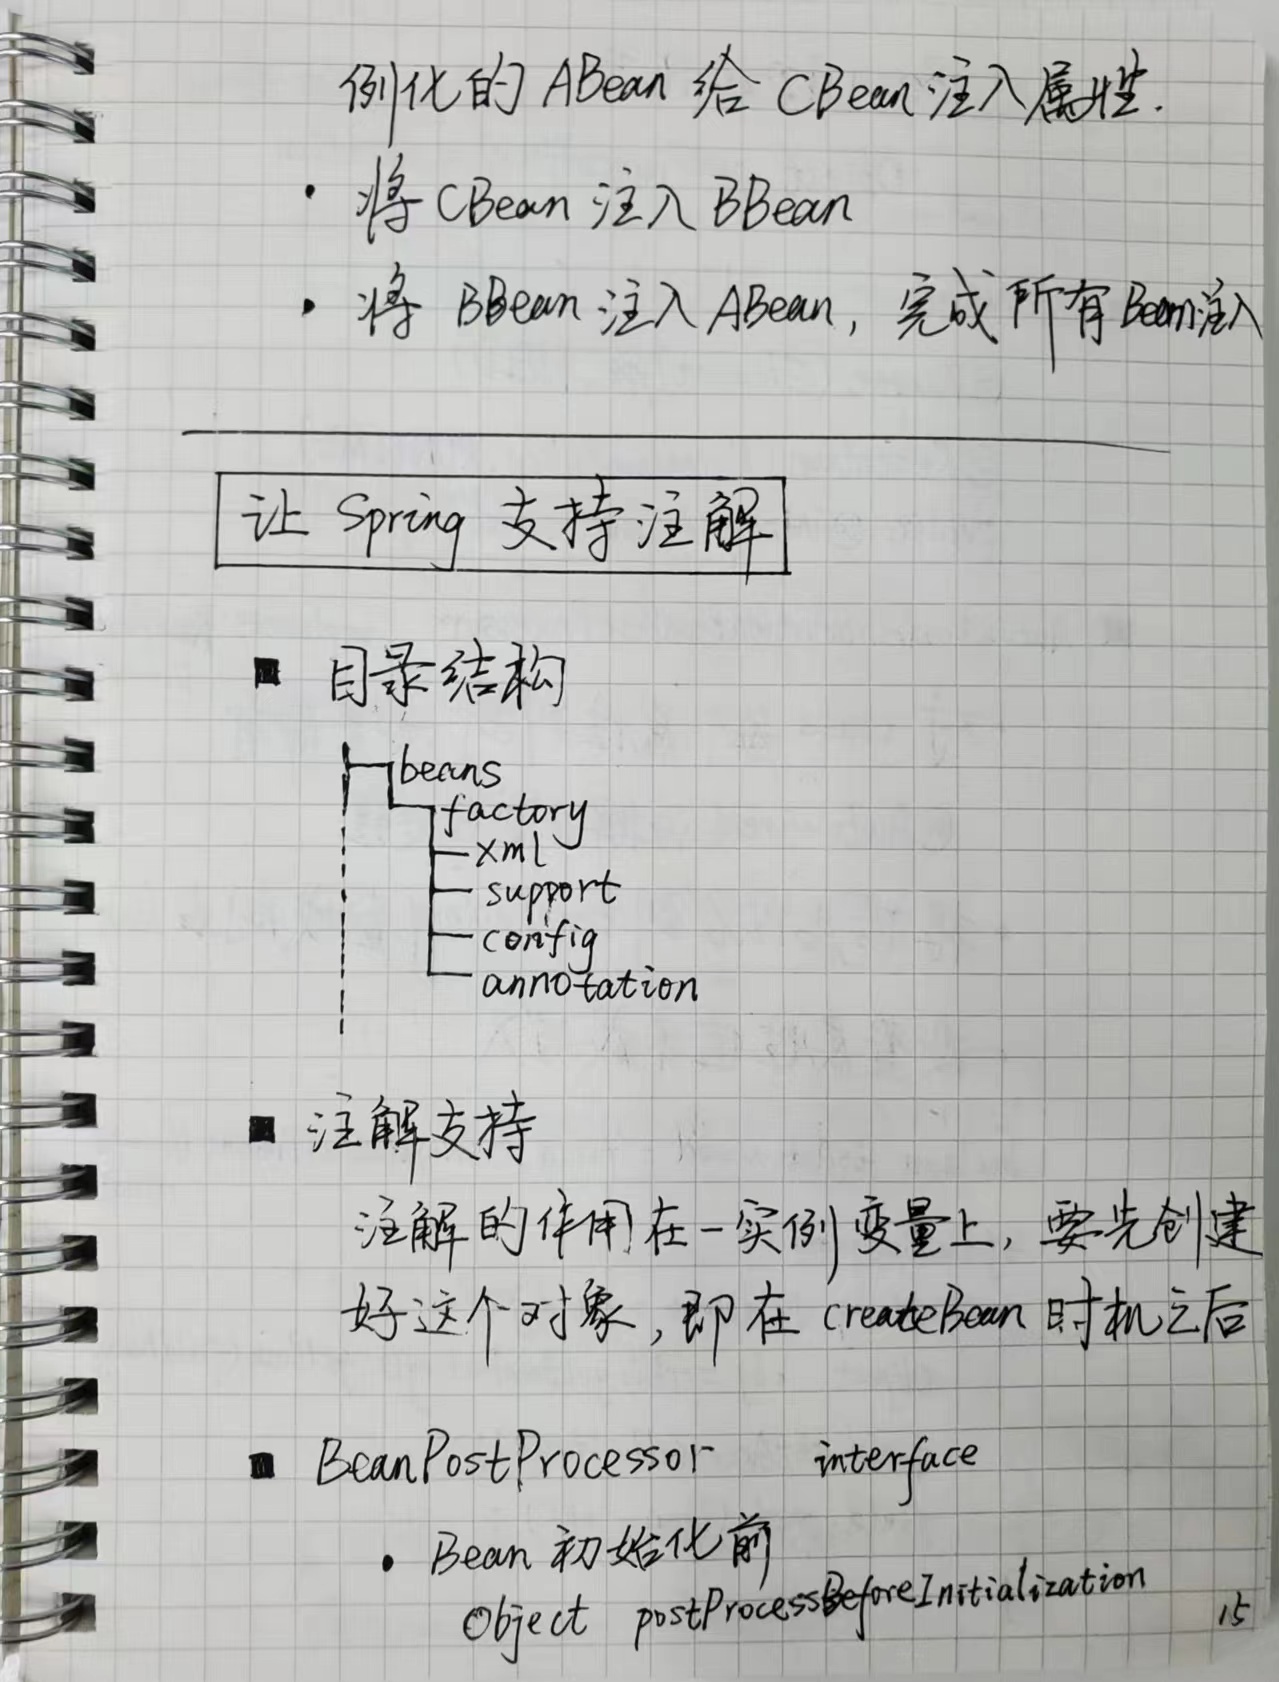 例化的 ABean 给 CBean 注入属性.
· 将 CBean 注入 BBean
· 将 BBean 注入 ABean, 完成所有Bean注入
让 Spring 支持注解
■ 目录结构
beans
factory
xml
support
config
annotation
■ 注解支持
注解的作用在一实例变量上, 要先创建
好这个对象, 即在 createBean 时机之后
■ BeanPostProcessor interface
· Bean 初始化前
Object postProcessBeforeInitialization
15